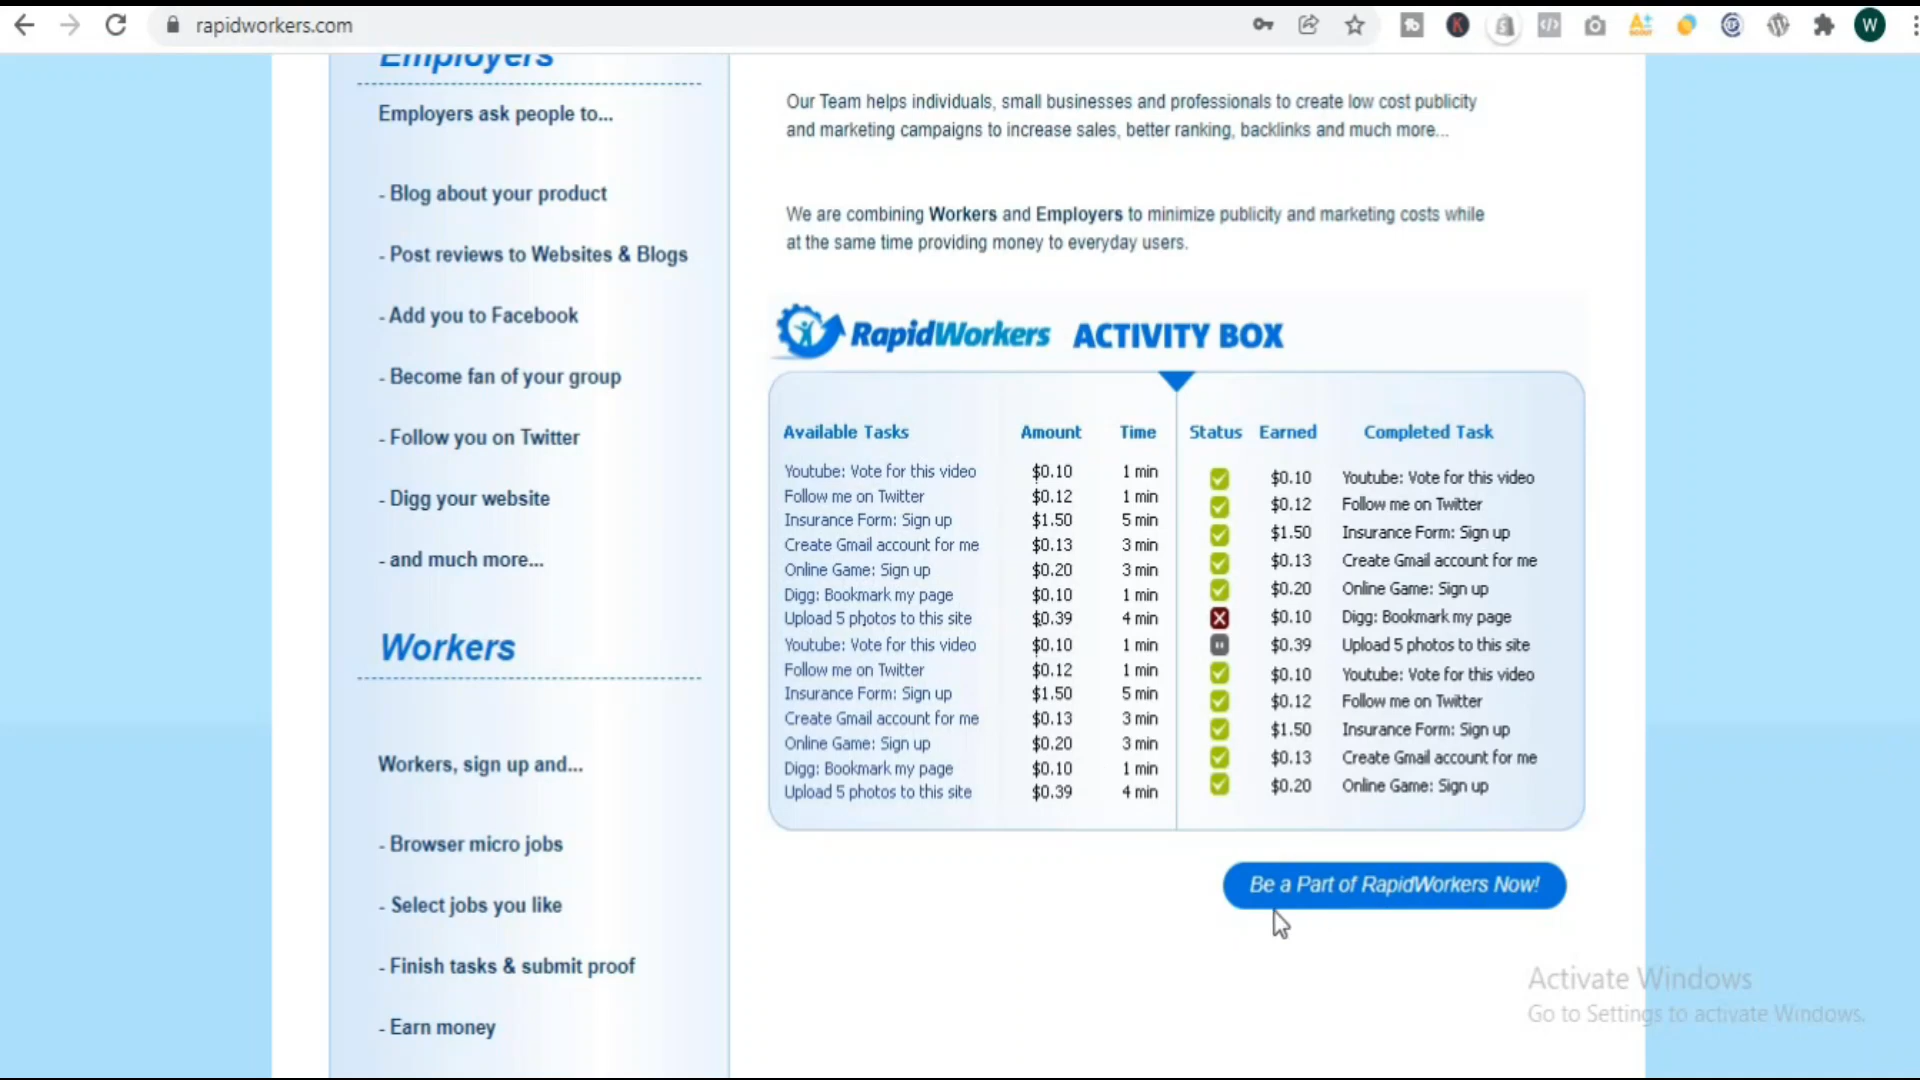 rapidworkers.com
W
Employers
Employers ask people to...
- Blog about your product
- Post reviews to Websites & Blogs
- Add you to Facebook
- Become fan of your group
- Follow you on Twitter
- Digg your website
- and much more...
Workers
Workers, sign up and...
- Browser micro jobs
- Select jobs you like
- Finish tasks & submit proof
- Earn money
Our Team helps individuals, small businesses and professionals to create low cost publicity
and marketing campaigns to increase sales, better ranking, backlinks and much more...
We are combining Workers and Employers to minimize publicity and marketing costs while
at the same time providing money to everyday users.
RapidWorkers ACTIVITY BOX
Available Tasks Amount Time
Youtube: Vote for this video $0.10 1 min
Follow me on Twitter $0.12 1 min
Insurance Form: Sign up $1.50 5 min
Create Gmail account for me $0.13 3 min
Online Game: Sign up $0.20 3 min
Digg: Bookmark my page $0.10 1 min
Upload 5 photos to this site $0.39 4 min
Youtube: Vote for this video $0.10 1 min
Follow me on Twitter $0.12 1 min
Insurance Form: Sign up $1.50 5 min
Create Gmail account for me $0.13 3 min
Online Game: Sign up $0.20 3 min
Digg: Bookmark my page $0.10 1 min
Upload 5 photos to this site $0.39 4 min
Status Earned Completed Task
$0.10 Youtube: Vote for this video
$0.12 Follow me on Twitter
$1.50 Insurance Form: Sign up
$0.13 Create Gmail account for me
$0.20 Online Game: Sign up
$0.10 Digg: Bookmark my page
$0.39 Upload 5 photos to this site
$0.10 Youtube: Vote for this video
$0.12 Follow me on Twitter
$1.50 Insurance Form: Sign up
$0.13 Create Gmail account for me
$0.20 Online Game: Sign up
Be a Part of RapidWorkers Now!
Activate Windows
Go to Settings to activate Windows.